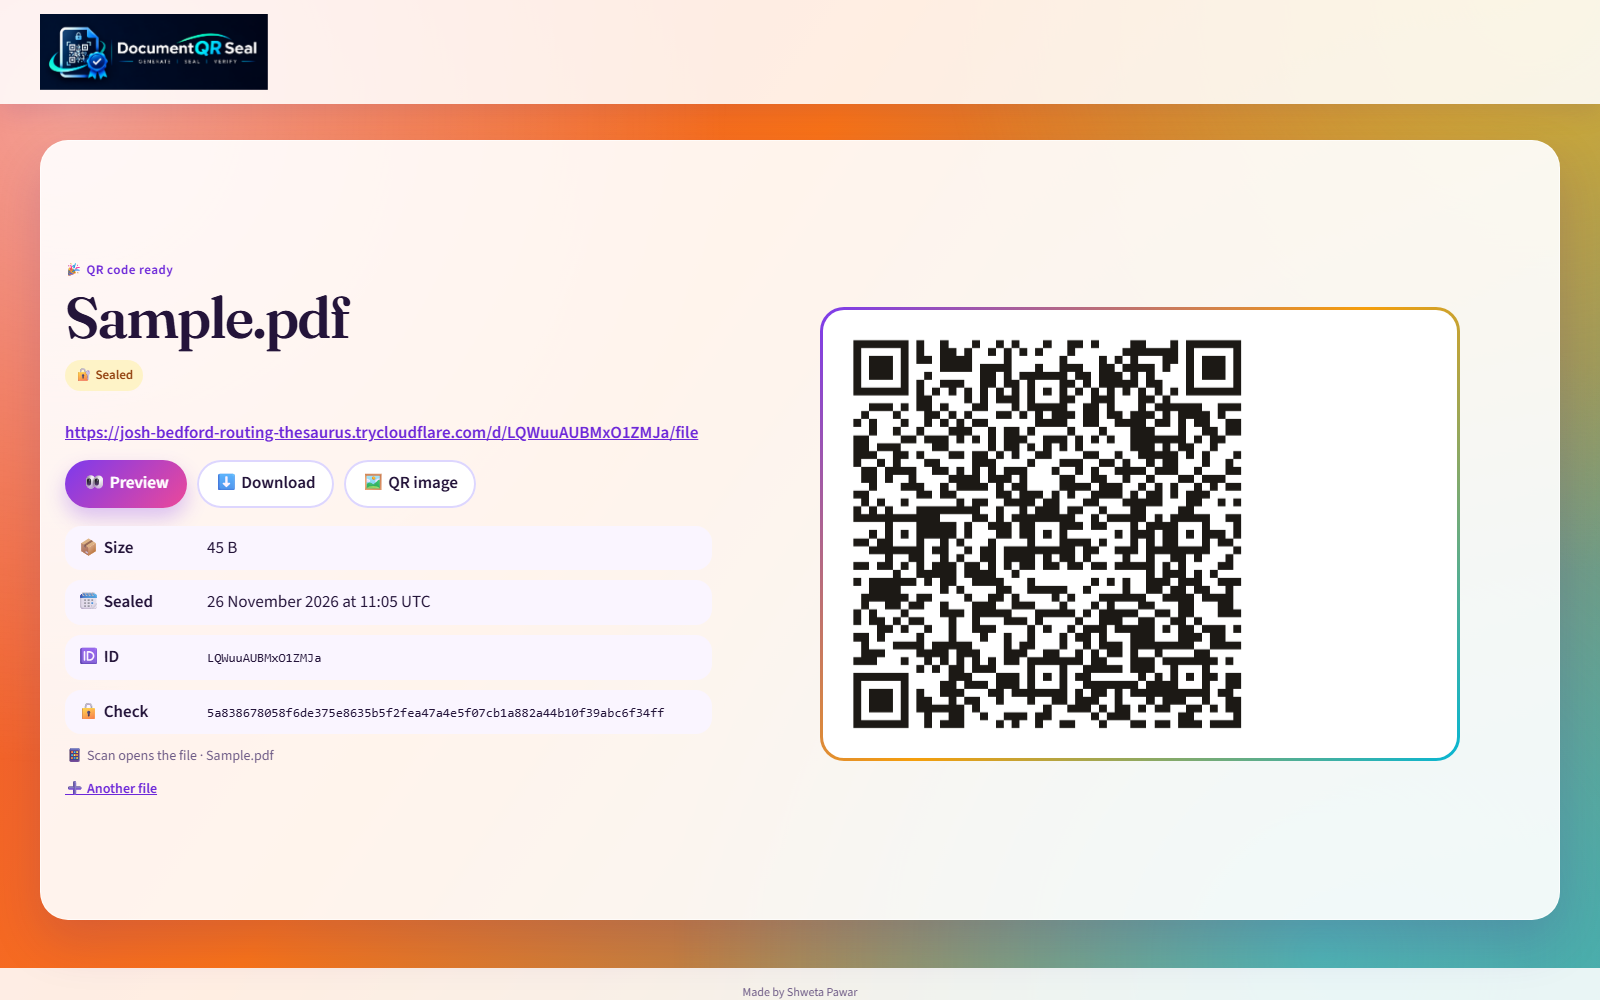 DocumentQR Seal
GENERATE | SEAL | VERIFY
QR code ready
Sample.pdf
Sealed
https://josh-bedford-routing-thesaurus.trycloudflare.com/d/LQWuuAUBMxO1ZMJa/file
Preview
Download
QR image
Size 45 B
Sealed 26 November 2026 at 11:05 UTC
ID LQWuuAUBMxO1ZMJa
Check 5a838678058f6de375e8635b5f2fea47a4e5f07cb1a882a44b10f39abc6f34ff
Scan opens the file · Sample.pdf
Another file
Made by Shweta Pawar